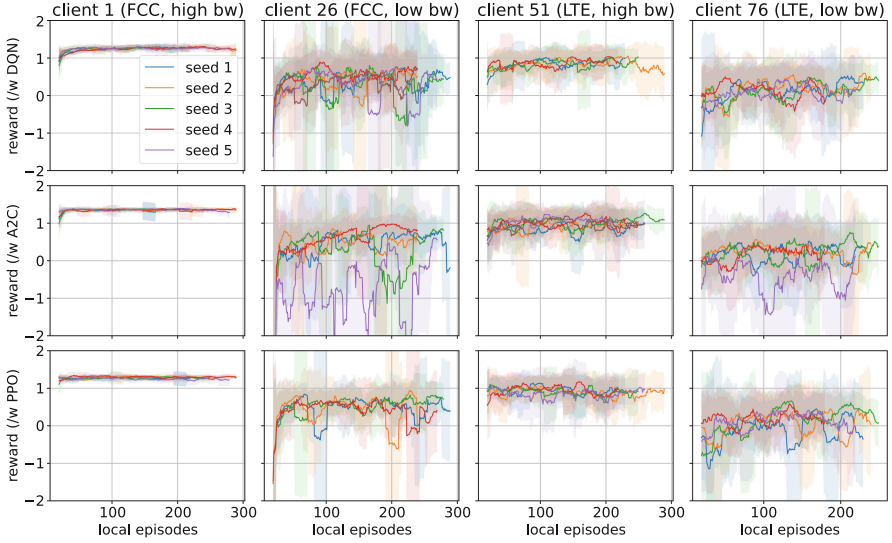 client 1 (FCC, high bw) client 26 (FCC, low bw) client 51 (LTE, high bw) client 76 (LTE, low bw)
reward (/w DQN)
2
1
0
−1
−2
seed 1
seed 2
seed 3
seed 4
seed 5
reward (/w A2C)
2
1
0
−1
−2
reward (/w PPO)
2
1
0
−1
−2
100 200 300 100 200 300 100 200 300 100 200
local episodes local episodes local episodes local episodes